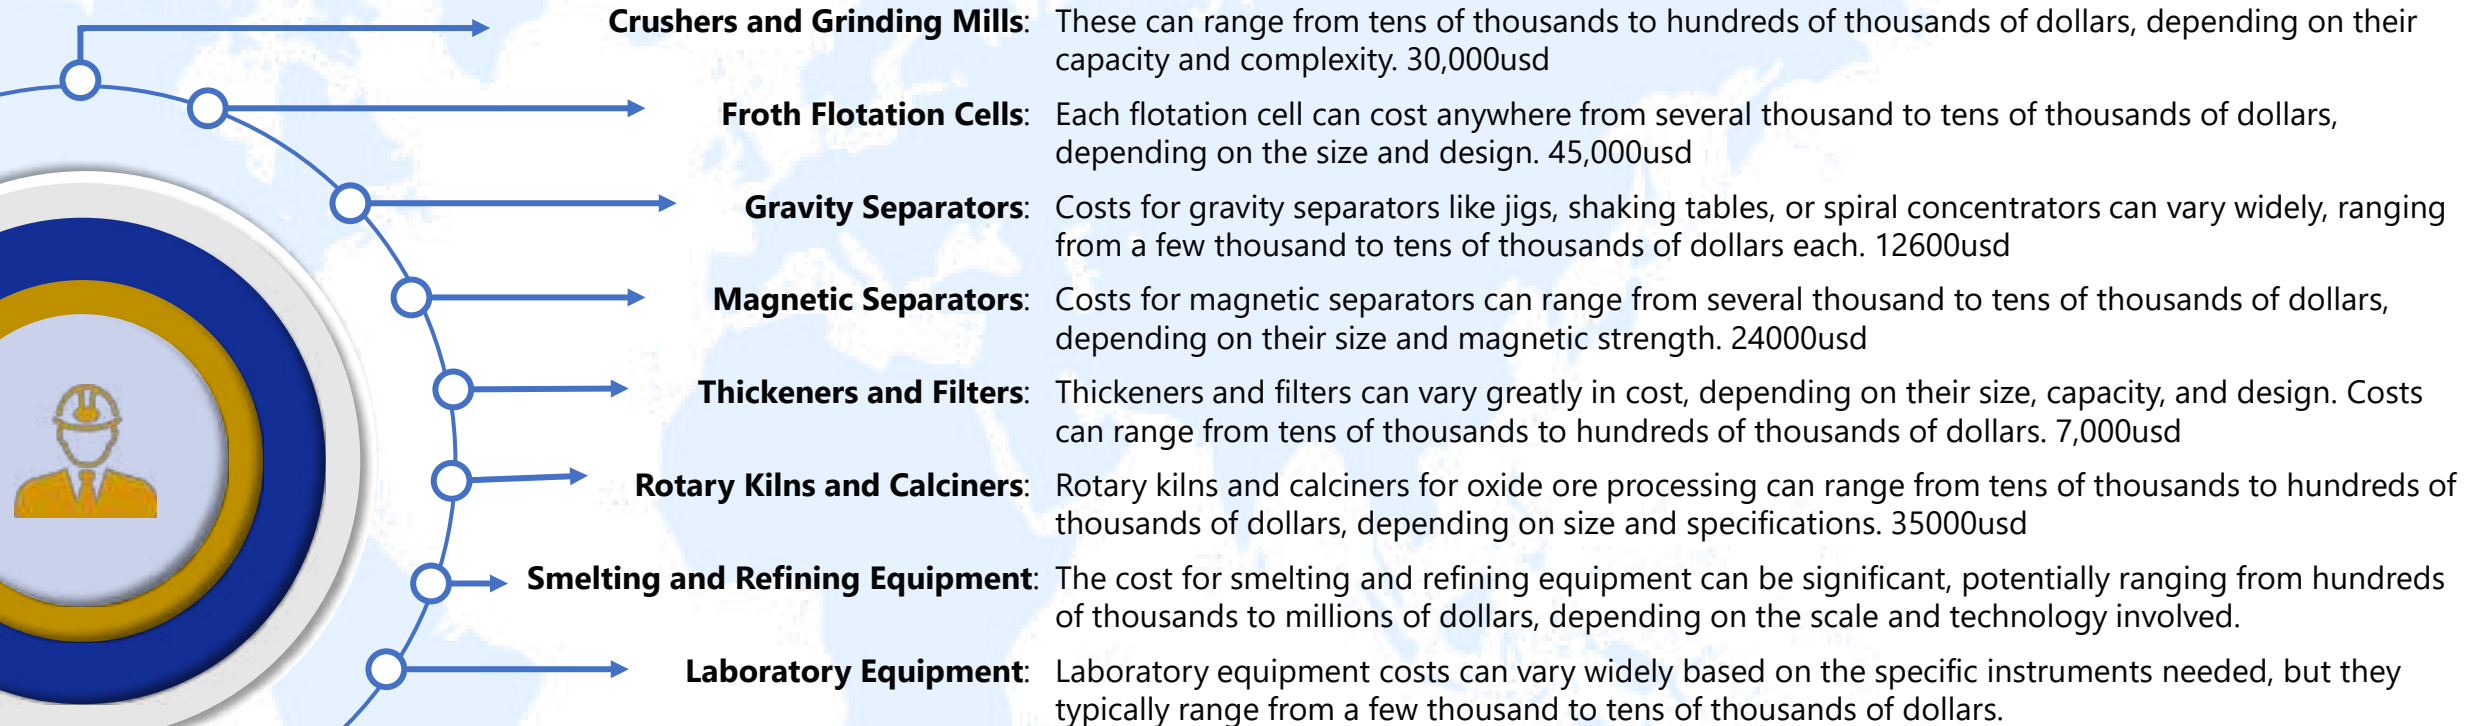 Crushers and Grinding Mills: These can range from tens of thousands to hundreds of thousands of dollars, depending on their
capacity and complexity. 30,000usd
Froth Flotation Cells: Each flotation cell can cost anywhere from several thousand to tens of thousands of dollars,
depending on the size and design. 45,000usd
Gravity Separators: Costs for gravity separators like jigs, shaking tables, or spiral concentrators can vary widely, ranging
from a few thousand to tens of thousands of dollars each. 12600usd
Magnetic Separators: Costs for magnetic separators can range from several thousand to tens of thousands of dollars,
depending on their size and magnetic strength. 24000usd
Thickeners and Filters: Thickeners and filters can vary greatly in cost, depending on their size, capacity, and design. Costs
can range from tens of thousands to hundreds of thousands of dollars. 7,000usd
Rotary Kilns and Calciners: Rotary kilns and calciners for oxide ore processing can range from tens of thousands to hundreds of
thousands of dollars, depending on size and specifications. 35000usd
Smelting and Refining Equipment: The cost for smelting and refining equipment can be significant, potentially ranging from hundreds
of thousands to millions of dollars, depending on the scale and technology involved.
Laboratory Equipment: Laboratory equipment costs can vary widely based on the specific instruments needed, but they
typically range from a few thousand to tens of thousands of dollars.